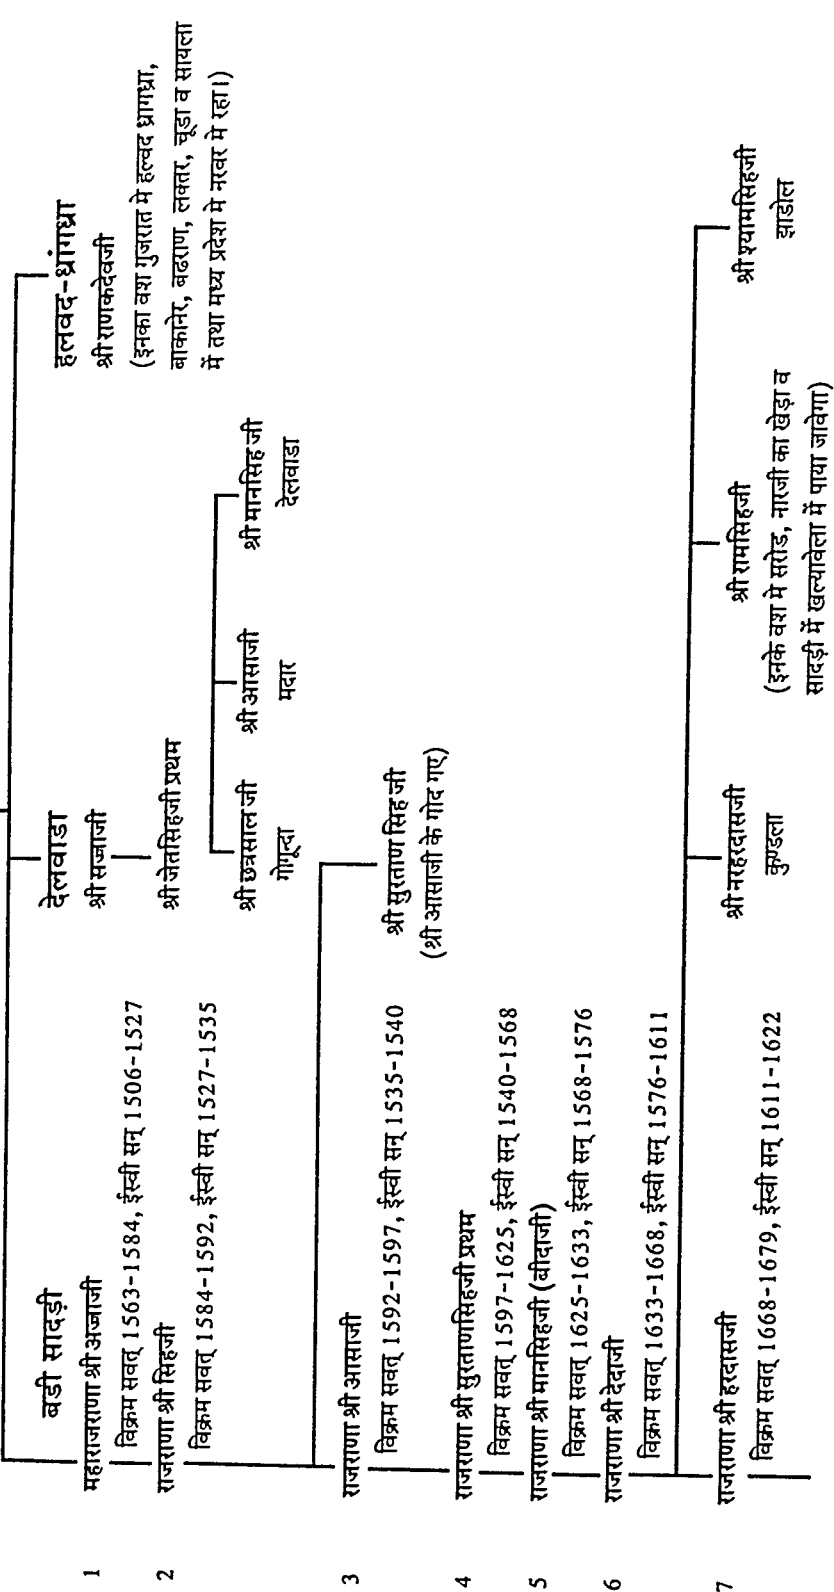 बडी सादड़ी
देलवाडा
हलवद-ध्रांगध्रा
1 महाराजराणा श्री अज्जाजी
श्री सज्जाजी
श्री राणकदेवजी
विक्रम सवत् 1563-1584, ईस्वी सन् 1506-1527
(इनका वश गुजरात मे हल्वद ध्रागध्रा,
बाकानेर, बढराण, लक्तर, चूडा व सायला
में तथा मध्य प्रदेश मे नरवर मे रहा।)
2 राजराणा श्री सिहजी
श्री जेतसिहजी प्रथम
विक्रम सवत् 1584-1592, ईस्वी सन् 1527-1535
श्री छत्रसाल जी
श्री आसाजी
श्री मानसिह जी
गोगून्दा
मदार
देलवाडा
3 राजराणा श्री आसाजी
श्री सुरताण सिह जी
विक्रम सवत् 1592-1597, ईस्वी सन् 1535-1540
(श्री आसाजी के गोद गए)
4 राजराणा श्री सुरताणसिहजी प्रथम
विक्रम सवत् 1597-1625, ईस्वी सन् 1540-1568
5 राजराणा श्री मानसिहजी (बीदाजी)
विक्रम सवत् 1625-1633, ईस्वी सन् 1568-1576
6 राजराणा श्री देदाजी
विक्रम सवत् 1633-1668, ईस्वी सन् 1576-1611
7 राजराणा श्री हरदासजी
श्री नरहरदासजी
श्री रामसिहजी
श्री श्यामसिहजी
विक्रम सवत् 1668-1679, ईस्वी सन् 1611-1622
कुण्डला
(इनके वश मे सरोड, नारजी का खेड़ा व
सादड़ी में खल्यावेला में पाया जावेगा)
झाडोल